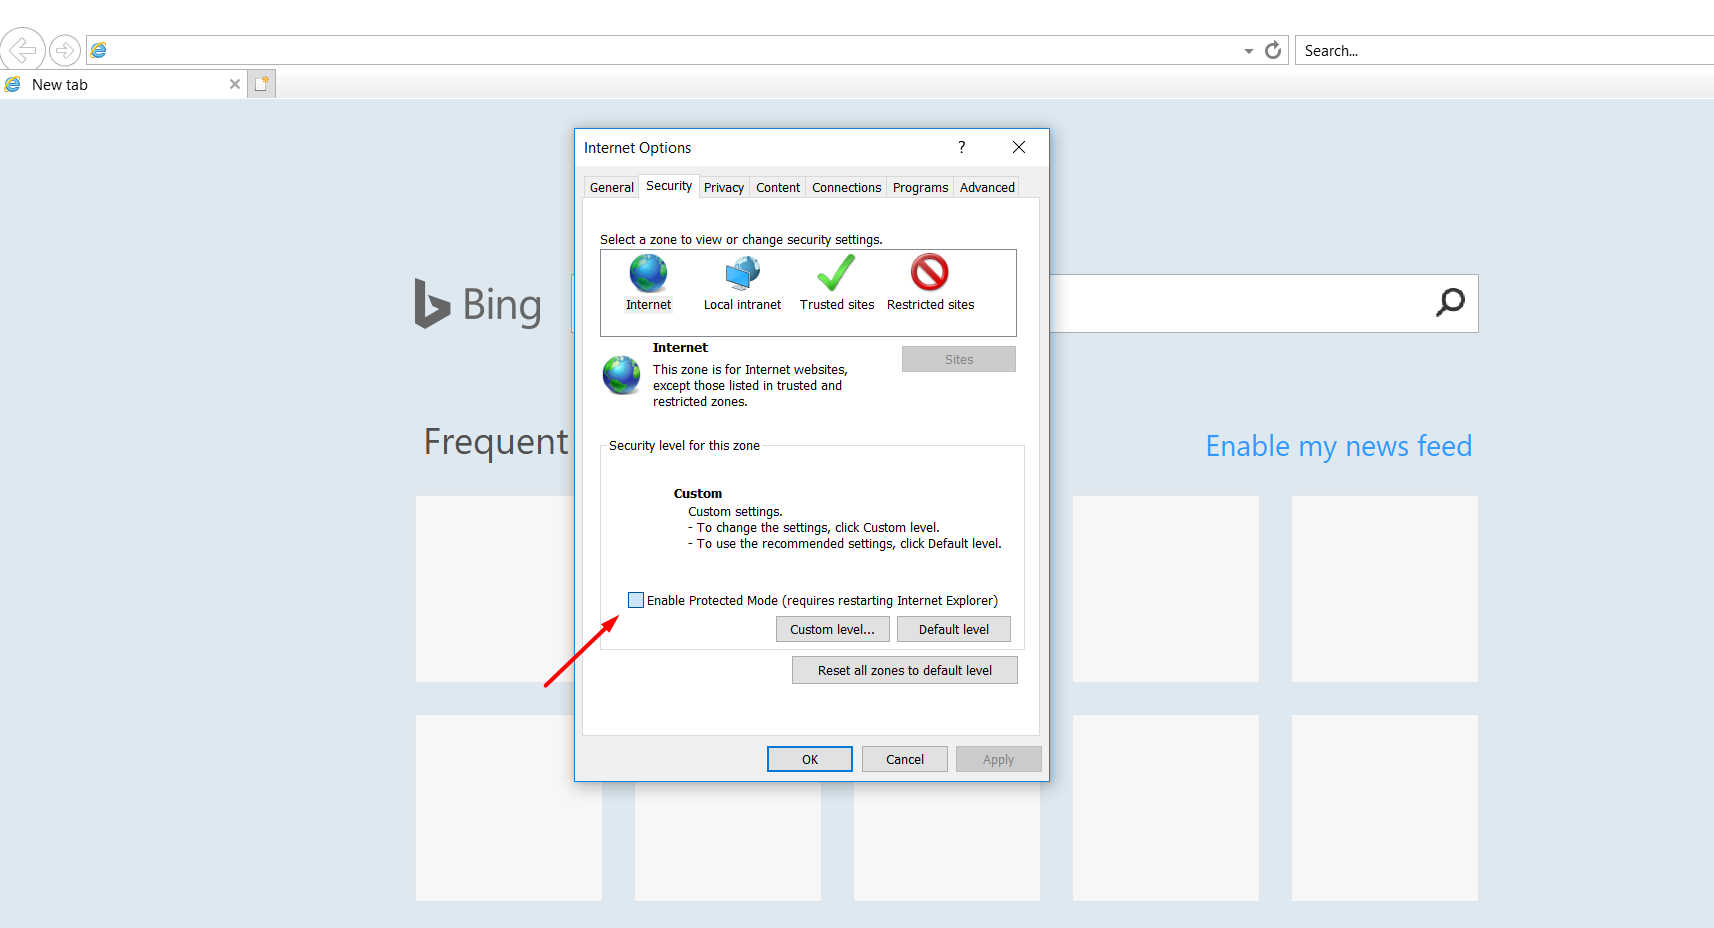 Search...
New tab
Internet Options
?
General Security Privacy Content Connections Programs Advanced
Select a zone to view or change security settings.
Internet Local intranet Trusted sites Restricted sites
Bing
Internet
Sites
This zone is for Internet websites,
except those listed in trusted and
restricted zones.
Frequent
Enable my news feed
Security level for this zone
Custom
Custom settings.
- To change the settings, click Custom level.
- To use the recommended settings, click Default level.
Enable Protected Mode (requires restarting Internet Explorer)
Custom level... Default level
Reset all zones to default level
OK Cancel Apply